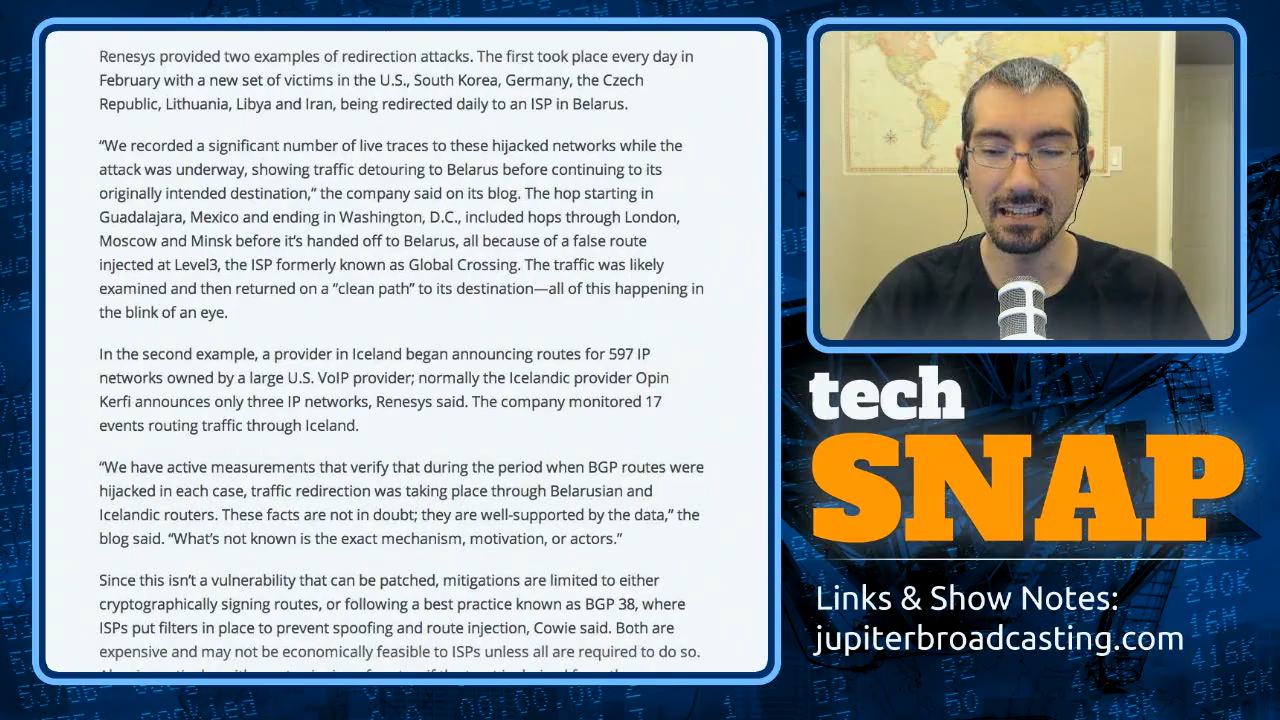 Renesys provided two examples of redirection attacks. The first took place every day in
February with a new set of victims in the U.S., South Korea, Germany, the Czech
Republic, Lithuania, Libya and Iran, being redirected daily to an ISP in Belarus.
“We recorded a significant number of live traces to these hijacked networks while the
attack was underway, showing traffic detouring to Belarus before continuing to its
originally intended destination,” the company said on its blog. The hop starting in
Guadalajara, Mexico and ending in Washington, D.C., included hops through London,
Moscow and Minsk before it’s handed off to Belarus, all because of a false route
injected at Level3, the ISP formerly known as Global Crossing. The traffic was likely
examined and then returned on a “clean path” to its destination—all of this happening in
the blink of an eye.
In the second example, a provider in Iceland began announcing routes for 597 IP
networks owned by a large U.S. VoIP provider; normally the Icelandic provider Opin
Kerfi announces only three IP networks, Renesys said. The company monitored 17
events routing traffic through Iceland.
“We have active measurements that verify that during the period when BGP routes were
hijacked in each case, traffic redirection was taking place through Belarusian and
Icelandic routers. These facts are not in doubt; they are well-supported by the data,” the
blog said. “What’s not known is the exact mechanism, motivation, or actors.”
Since this isn’t a vulnerability that can be patched, mitigations are limited to either
cryptographically signing routes, or following a best practice known as BGP 38, where
ISPs put filters in place to prevent spoofing and route injection, Cowie said. Both are
expensive and may not be economically feasible to ISPs unless all are required to do so.
tech
SNAP
Links & Show Notes:
jupiterbroadcasting.com